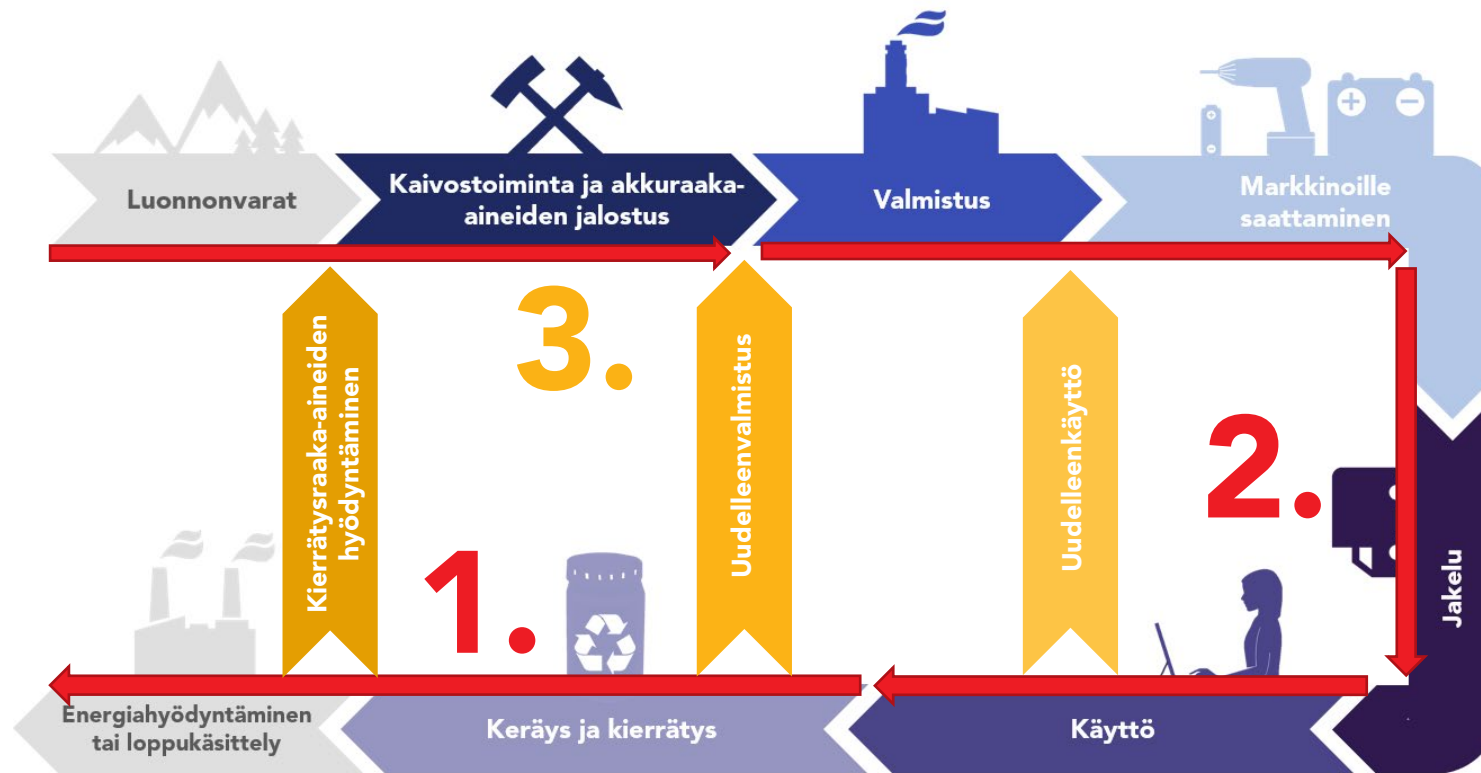 Luonnonvarat
Kaivostoiminta ja akkuraaka-
aineiden jalostus
Valmistus
Markkinoille
saattaminen
Kierrätysraaka-aineiden
hyödyntäminen
3.
Uudelleenvalmistus
Uudelleenkäyttö
2.
Jakelu
1.
Energiahyödyntäminen
tai loppukäsittely
Keräys ja kierrätys
Käyttö